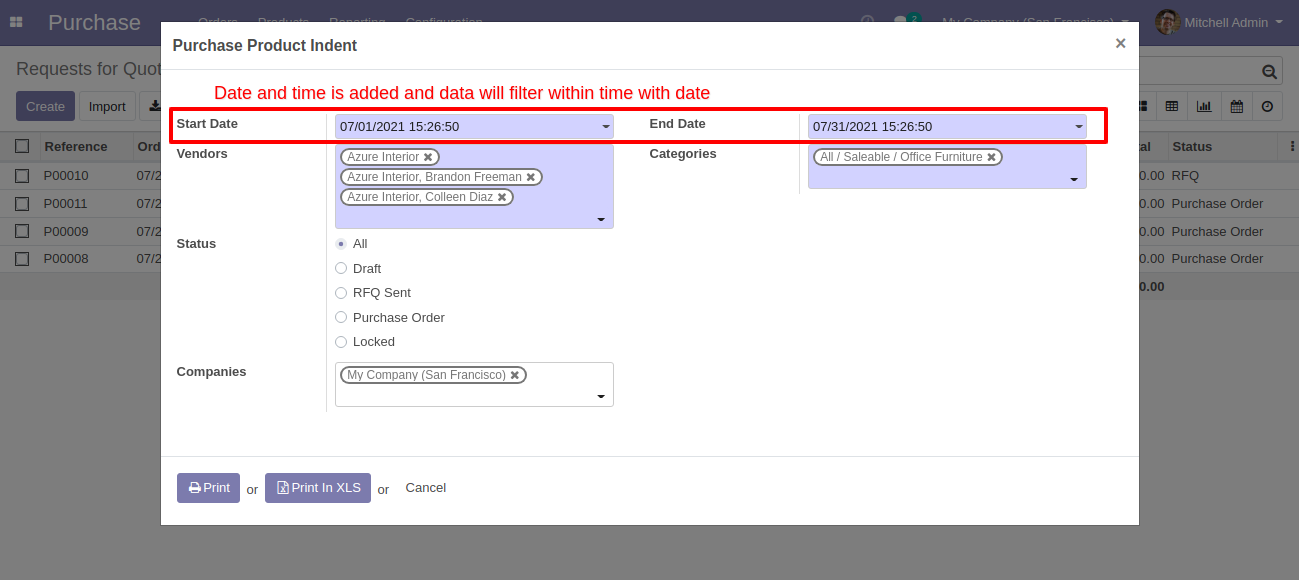 Purchase Orders Products Reporting Configuration 2 My Company (San Francisco) Mitchell Admin
Purchase Product Indent ×
Requests for Quot
Create Import
Date and time is added and data will filter within time with date
Start Date 07/01/2021 15:26:50 End Date 07/31/2021 15:26:50
Reference Ord Vendors Azure Interior Categories All / Saleable / Office Furniture tal Status
P00010 07/2 Azure Interior, Brandon Freeman 0.00 RFQ
P00011 07/2 Azure Interior, Colleen Diaz 0.00 Purchase Order
P00009 07/2 0.00 Purchase Order
Status All
P00008 07/2 0.00 Purchase Order
Draft
0.00
RFQ Sent
Purchase Order
Locked
Companies My Company (San Francisco)
Print or Print In XLS or Cancel